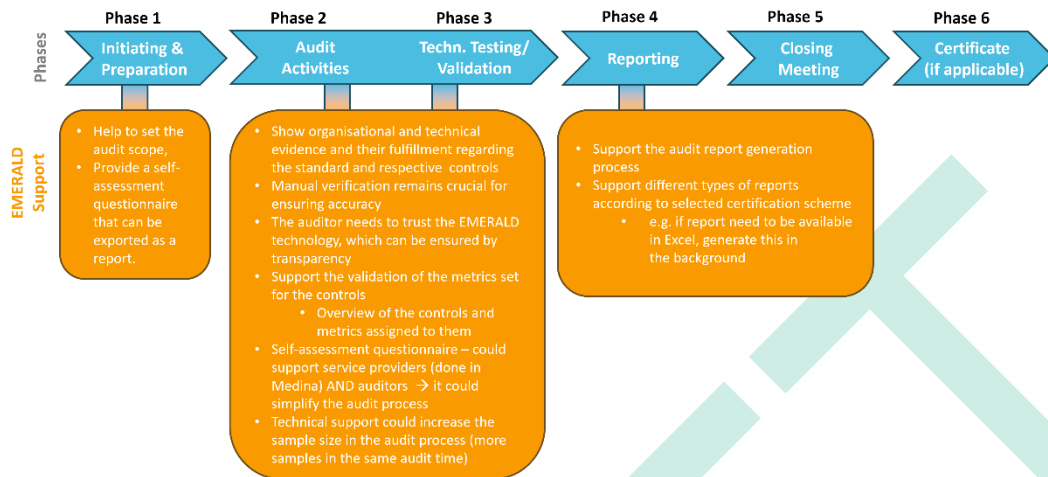 Phase 1
Phase 2
Phase 3
Phase 4
Phase 5
Phase 6
Phases
Initiating &
Preparation
Audit
Activities
Techn. Testing/
Validation
Reporting
Closing
Meeting
Certificate
(if applicable)
EMERALD
Support
• Help to set the
audit scope,
• Provide a self-
assessment
questionnaire
that can be
exported as a
report.
• Show organisational and technical
evidence and their fulfillment regarding
the standard and respective controls
• Manual verification remains crucial for
ensuring accuracy
• The auditor needs to trust the EMERALD
technology, which can be ensured by
transparency
• Support the validation of the metrics set
for the controls
• Overview of the controls and
metrics assigned to them
• Self-assessment questionnaire – could
support service providers (done in
Medina) AND auditors → it could
simplify the audit process
• Technical support could increase the
sample size in the audit process (more
samples in the same audit time)
• Support the audit report generation
process
• Support different types of reports
according to selected certification scheme
• e.g. if report need to be available
in Excel, generate this in
the background